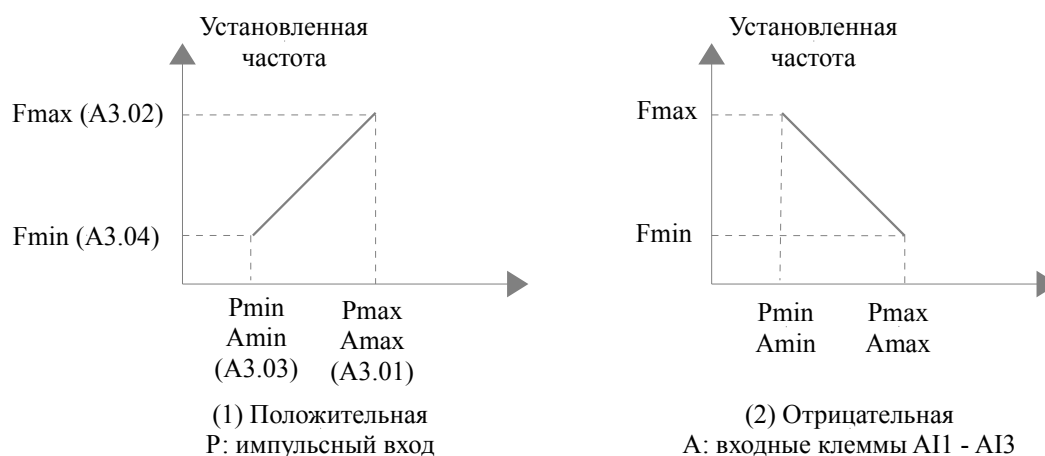 Установленная
частота
Fmax (A3.02)
Fmin (A3.04)
Pmin
Amin
(A3.03)
Pmax
Amax
(A3.01)
(1) Положительная
P: импульсный вход
Установленная
частота
Fmax
Fmin
Pmin
Amin
Pmax
Amax
(2) Отрицательная
A: входные клеммы AI1 - AI3